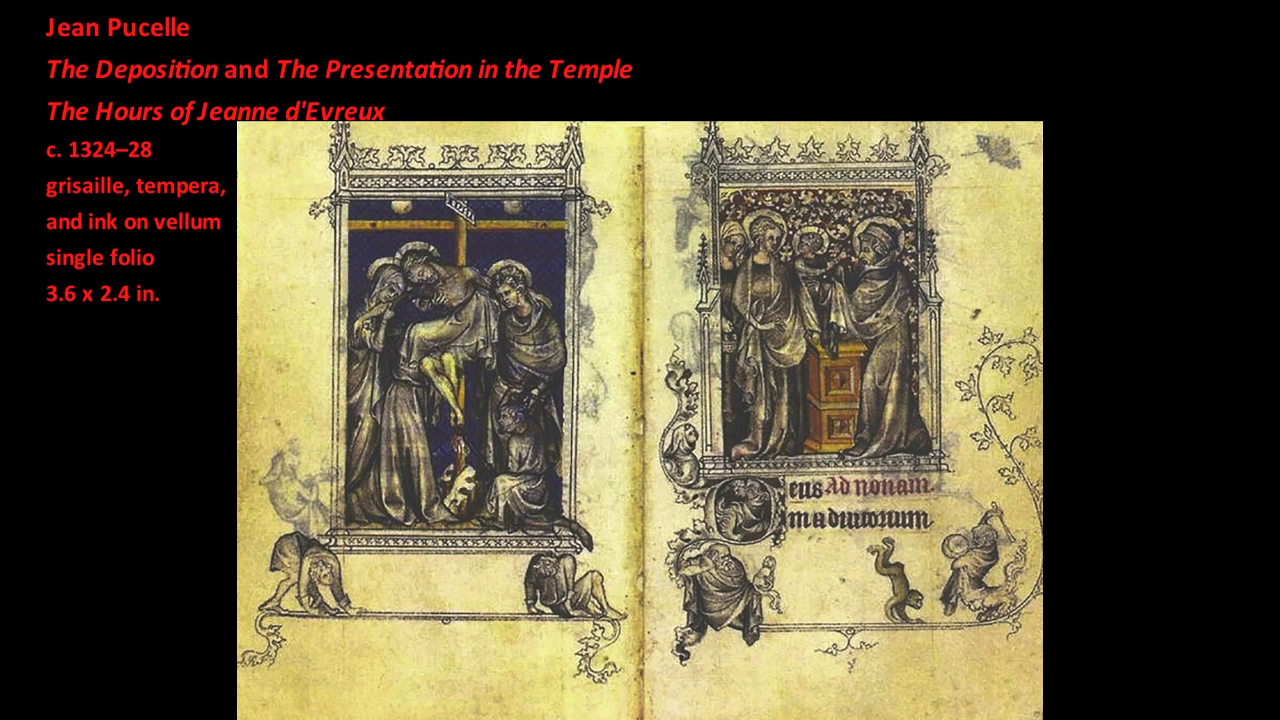 Jean Pucelle
The Deposition and The Presentation in the Temple
The Hours of Jeanne d'Evreux
c. 1324–28
grisaille, tempera,
and ink on vellum
single folio
3.6 x 2.4 in.
eus Ad nonam.
in adiutorium